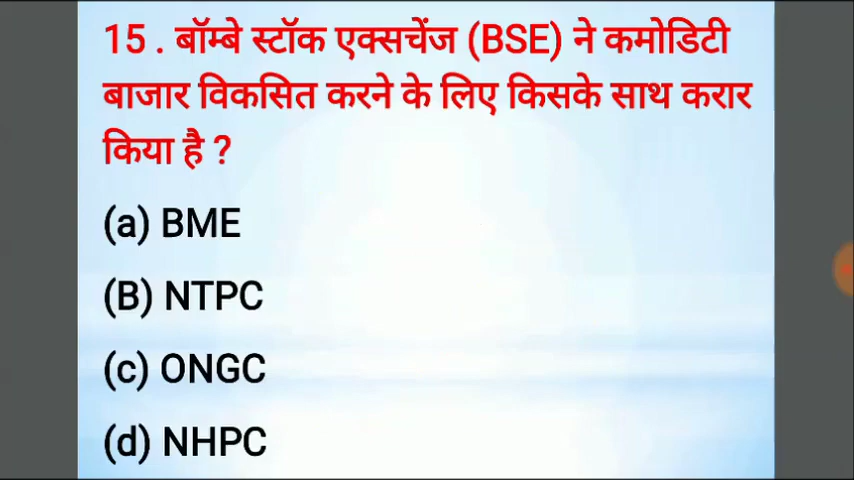 15 . बॉम्बे स्टॉक एक्सचेंज (BSE) ने कमोडिटी
बाजार विकसित करने के लिए किसके साथ करार
किया है ?
(a) BME
(B) NTPC
(c) ONGC
(d) NHPC